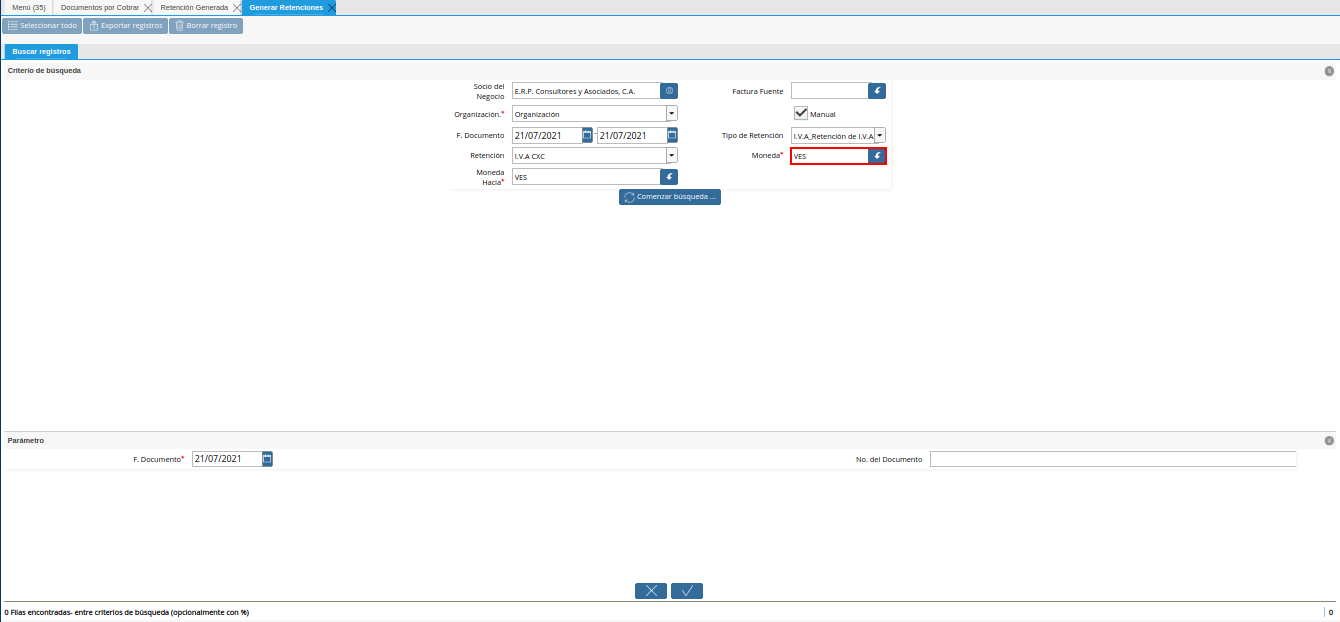 Menú (35)
Documentos por Cobrar
Retención Generada
Generar Retenciones
Seleccionar todo
Exportar registros
Borrar registro
Buscar registros
Criterio de búsqueda
Socio del Negocio
E.R.P. Consultores y Asociados, C.A.
Factura Fuente
Organización.*
Organización
Manual
F. Documento
21/07/2021
-
21/07/2021
Tipo de Retención
I.V.A_Retención de I.V.A
Retención
I.V.A CXC
Moneda*
VES
Moneda Hacia*
VES
Comenzar búsqueda ...
Parámetro
F. Documento*
21/07/2021
No. del Documento
0 Filas encontradas- entre criterios de búsqueda (opcionalmente con %)
0